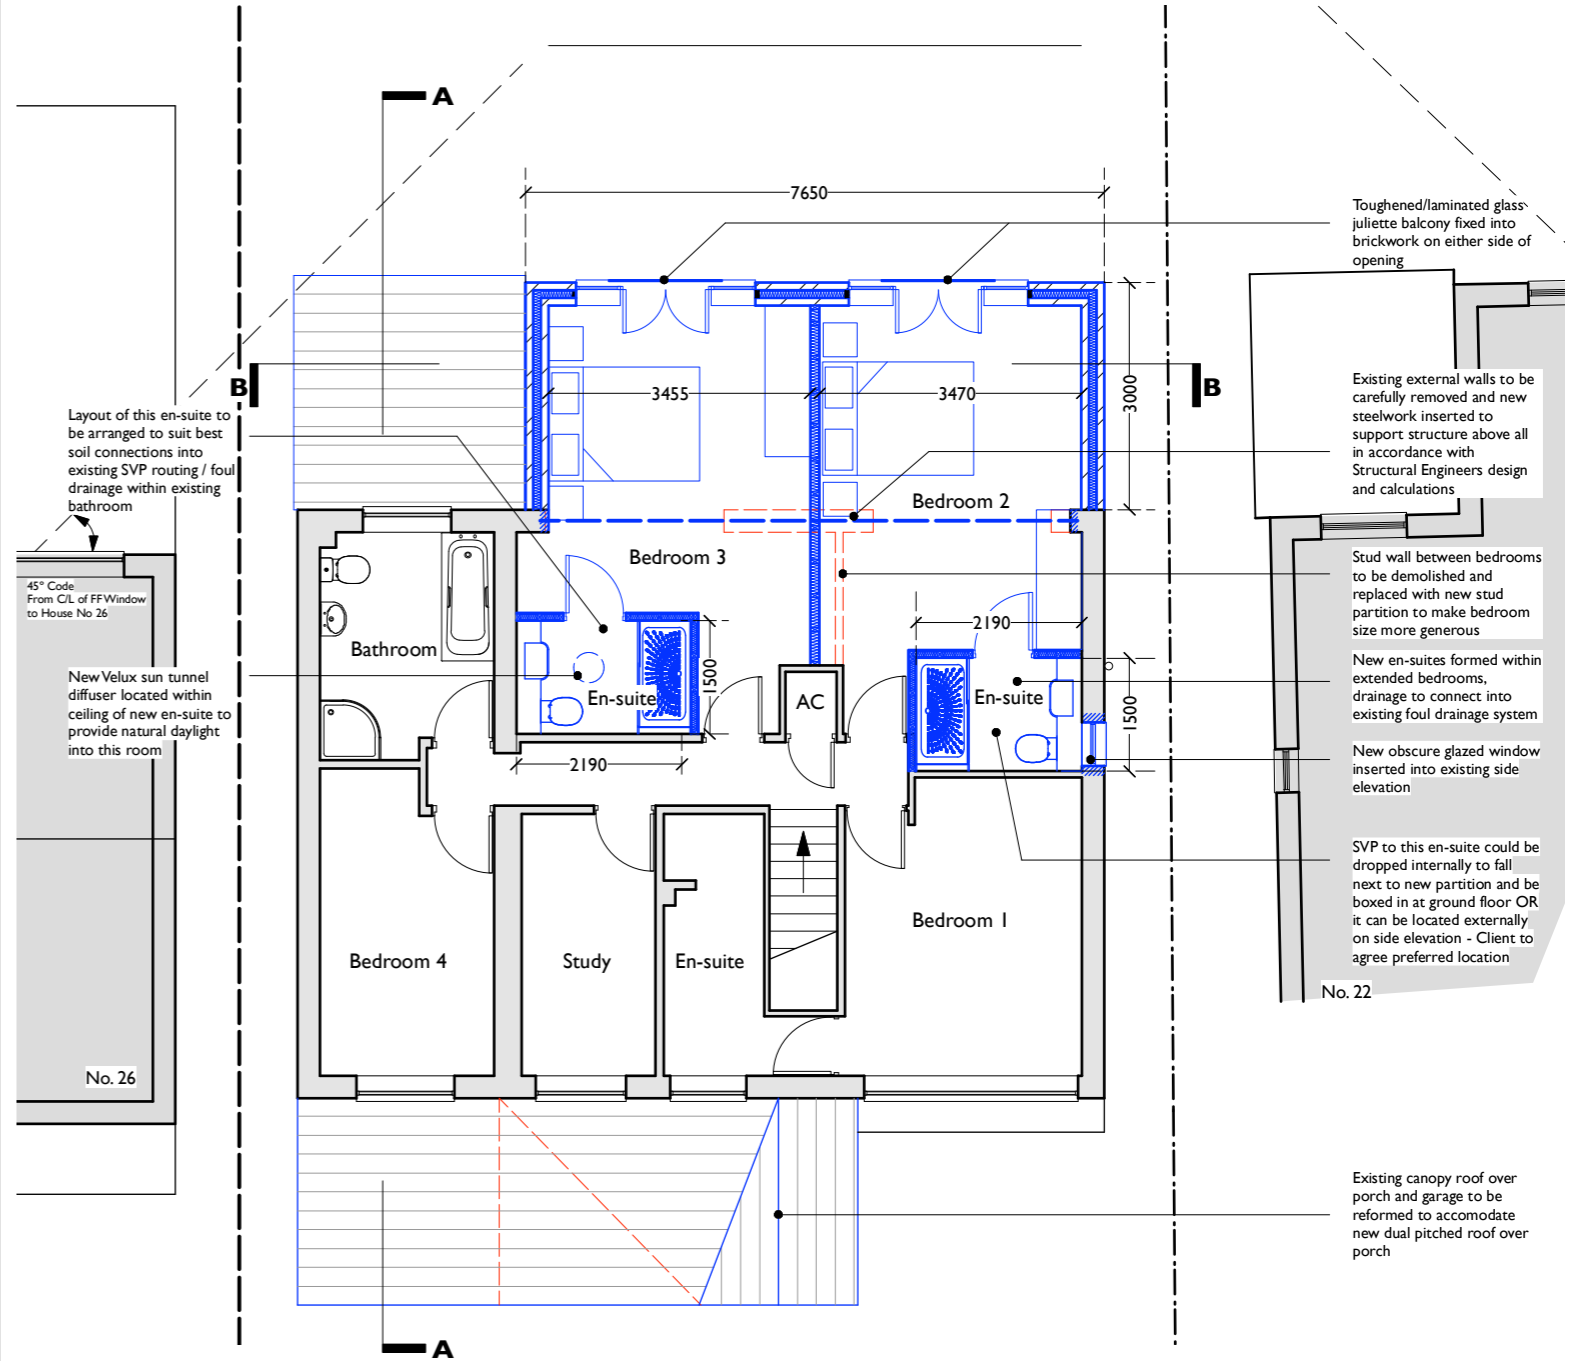 A
7650
Toughened/laminated glass
juliette balcony fixed into
brickwork on either side of
opening
B
B
3455
3470
3000
Existing external walls to be
carefully removed and new
steelwork inserted to
support structure above all
in accordance with
Structural Engineers design
and calculations
Layout of this en-suite to
be arranged to suit best
soil connections into
existing SVP routing / foul
drainage within existing
bathroom
Bedroom 2
Bedroom 3
Stud wall between bedrooms
to be demolished and
replaced with new stud
partition to make bedroom
size more generous
45° Code
From C/L of FF Window
to House No 26
2190
Bathroom
1500
New Velux sun tunnel
diffuser located within
ceiling of new en-suite to
provide natural daylight
into this room
En-suite
AC
En-suite
1500
New en-suites formed within
extended bedrooms,
drainage to connect into
existing foul drainage system
2190
New obscure glazed window
inserted into existing side
elevation
SVP to this en-suite could be
dropped internally to fall
next to new partition and be
boxed in at ground floor OR
it can be located externally
on side elevation - Client to
agree preferred location
Bedroom 1
Bedroom 4
Study
En-suite
No. 22
No. 26
Existing canopy roof over
porch and garage to be
reformed to accomodate
new dual pitched roof over
porch
A